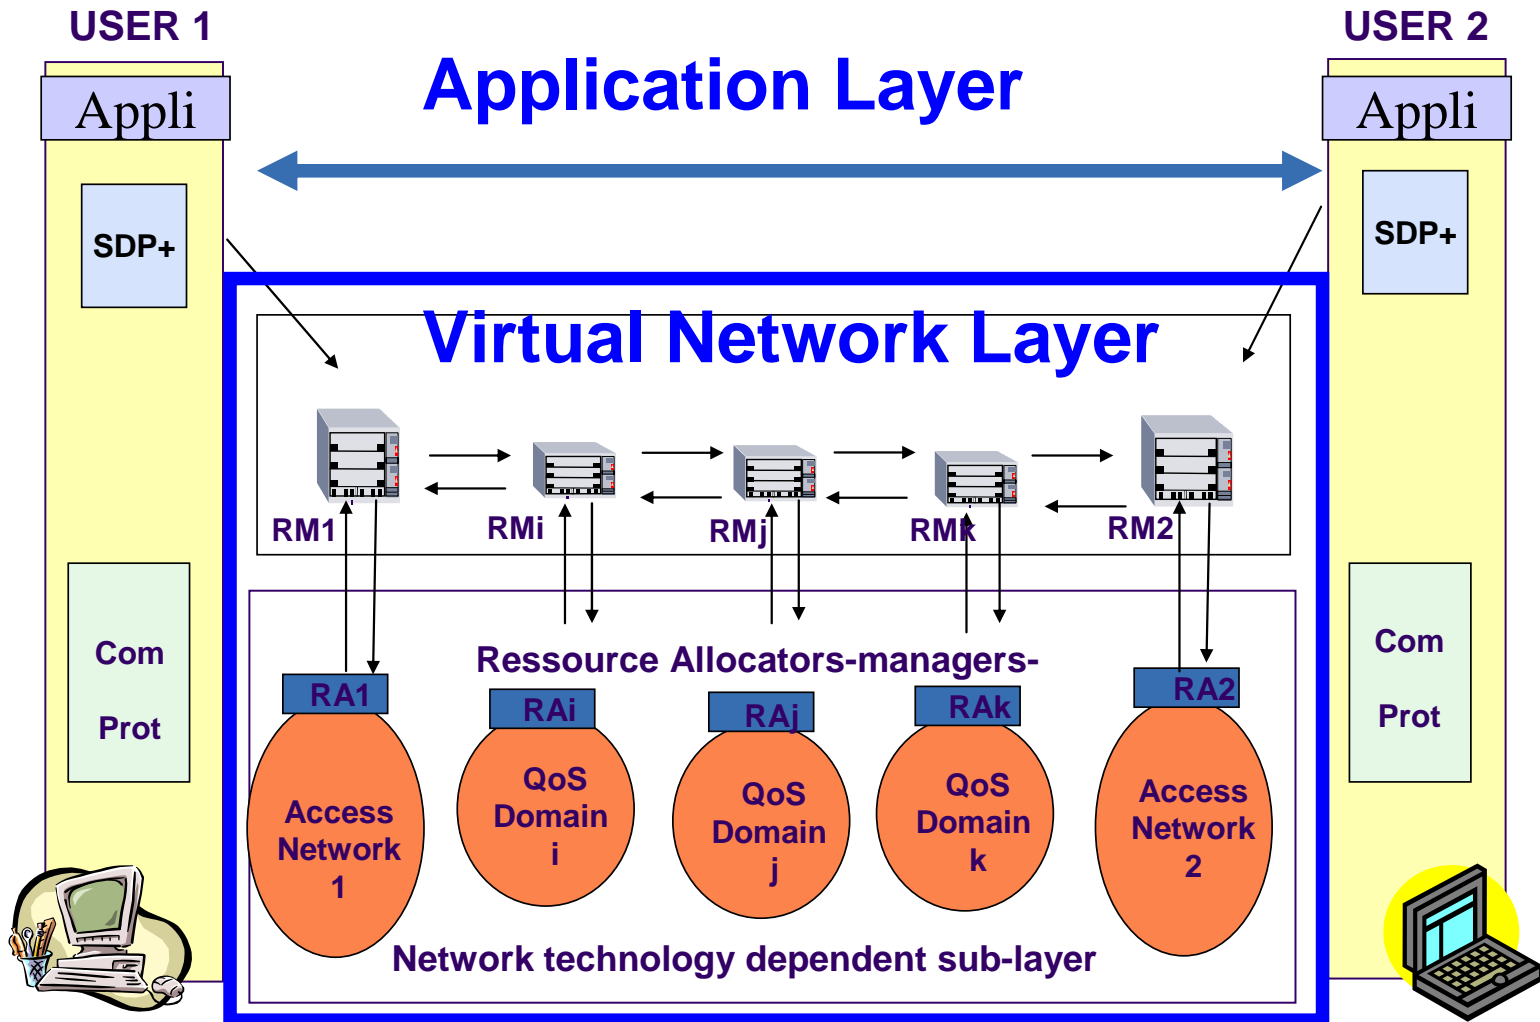 USER 1
USER 2
Application Layer
Appli
Appli
SDP+
SDP+
Virtual Network Layer
RM1
RMi
RMj
RMk
RM2
Com
Prot
Com
Prot
Ressource Allocators-managers-
RA1
RAi
RAj
RAk
RA2
Access
Network
1
QoS
Domain
i
QoS
Domain
j
QoS
Domain
k
Access
Network
2
Network technology dependent sub-layer